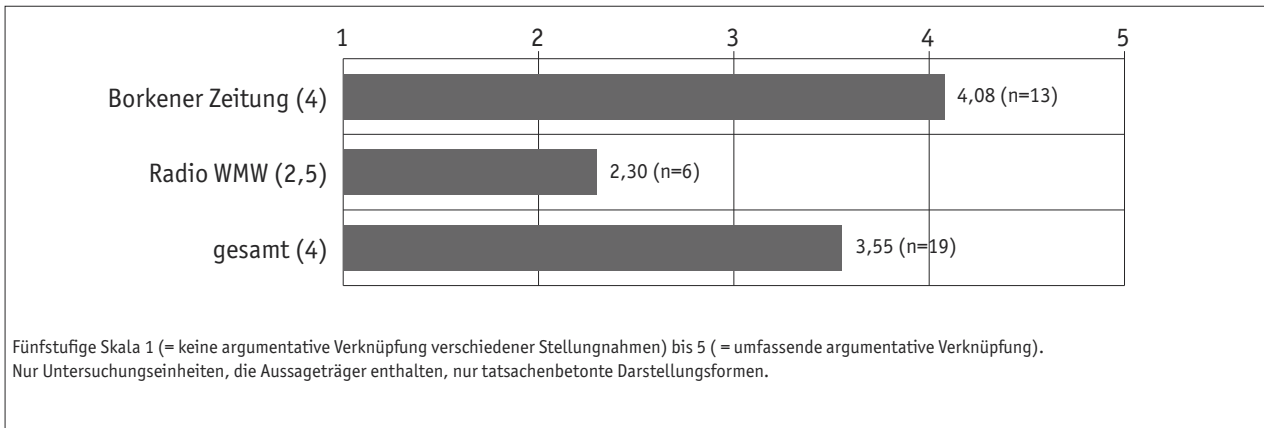 1 2 3 4 5
Borkener Zeitung (4) 4,08 (n=13)
Radio WMW (2,5) 2,30 (n=6)
gesamt (4) 3,55 (n=19)
Fünfstufige Skala 1 (= keine argumentative Verknüpfung verschiedener Stellungnahmen) bis 5 ( = umfassende argumentative Verknüpfung).
Nur Untersuchungseinheiten, die Aussageträger enthalten, nur tatsachenbetonte Darstellungsformen.